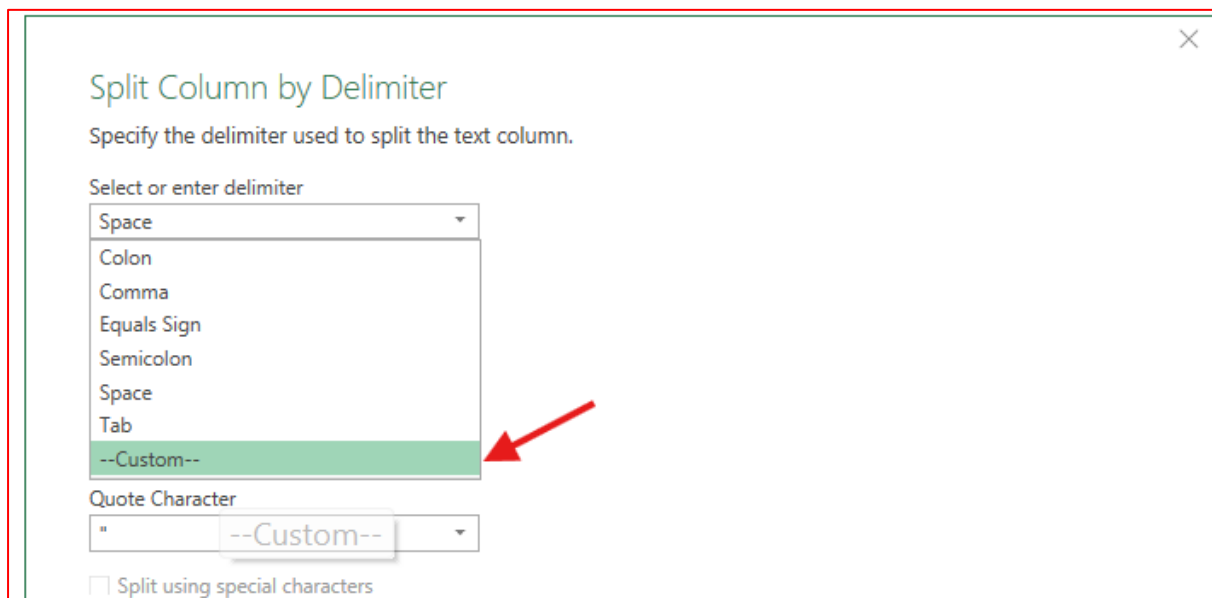 Split Column by Delimiter
Specify the delimiter used to split the text column.
Select or enter delimiter
Space
Colon
Comma
Equals Sign
Semicolon
Space
Tab
--Custom--
Quote Character
"
--Custom--
Split using special characters